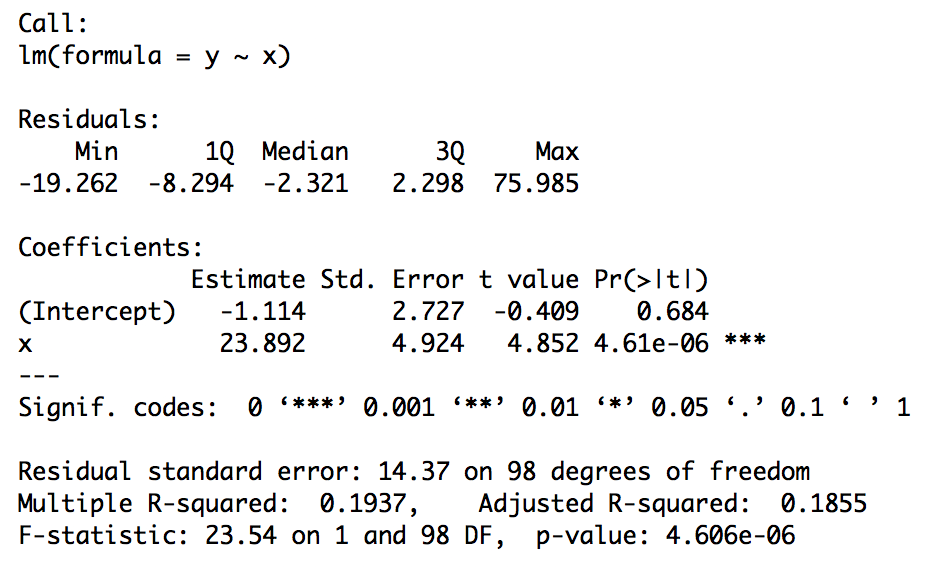 Call:
lm(formula = y ~ x)
Residuals:
Min 1Q Median 3Q Max
-19.262 -8.294 -2.321 2.298 75.985
Coefficients:
Estimate Std. Error t value Pr(>|t|)
(Intercept) -1.114 2.727 -0.409 0.684
x 23.892 4.924 4.852 4.61e-06 ***
---
Signif. codes: 0 ‘***’ 0.001 ‘**’ 0.01 ‘*’ 0.05 ‘.’ 0.1 ‘ ’ 1
Residual standard error: 14.37 on 98 degrees of freedom
Multiple R-squared: 0.1937, Adjusted R-squared: 0.1855
F-statistic: 23.54 on 1 and 98 DF, p-value: 4.606e-06